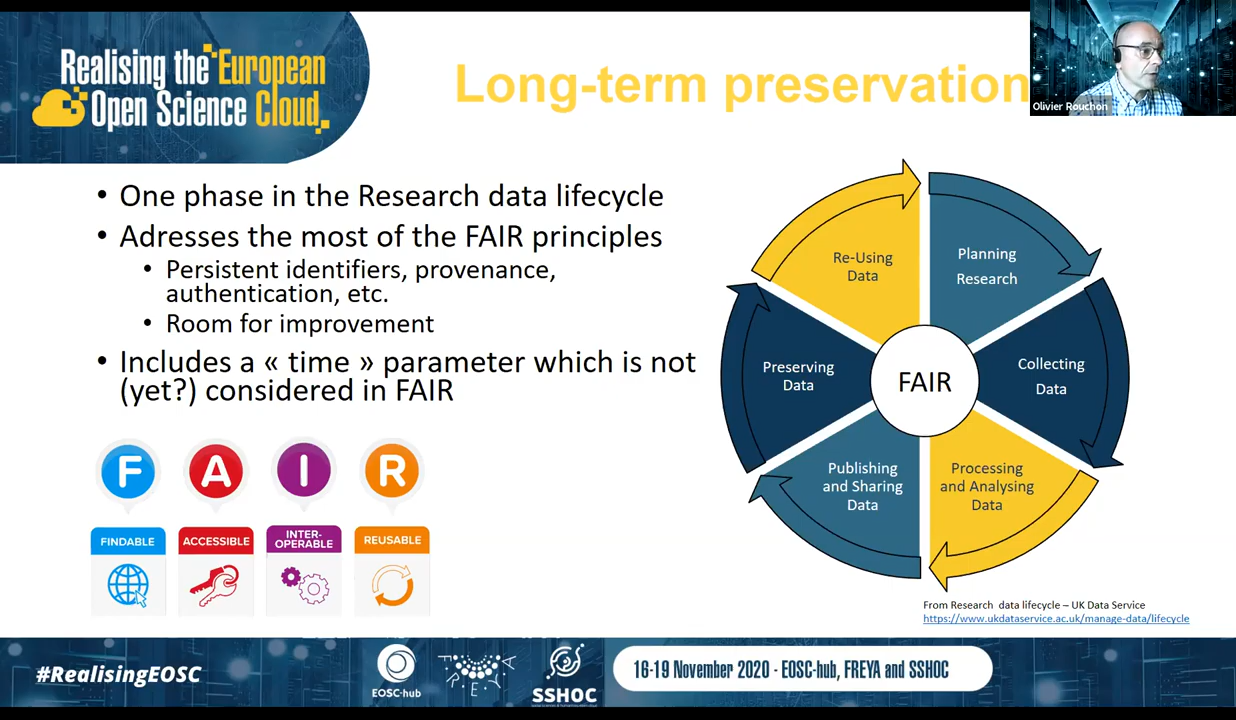 Realising the European
Open Science Cloud
Long-term preservation
Olivier Rouchon
• One phase in the Research data lifecycle
• Adresses the most of the FAIR principles
• Persistent identifiers, provenance,
authentication, etc.
• Room for improvement
• Includes a « time » parameter which is not
(yet?) considered in FAIR
F A I R
FINDABLE
ACCESSIBLE
INTER-
OPERABLE
REUSABLE
Planning
Research
Collecting
Data
Processing
and Analysing
Data
Publishing
and Sharing
Data
Preserving
Data
Re-Using
Data
FAIR
From Research data lifecycle – UK Data Service
https://www.ukdataservice.ac.uk/manage-data/lifecycle
#RealisingEOSC
EOSC-hub
FREYA
SSHOC
16-19 November 2020 - EOSC-hub, FREYA and SSHOC